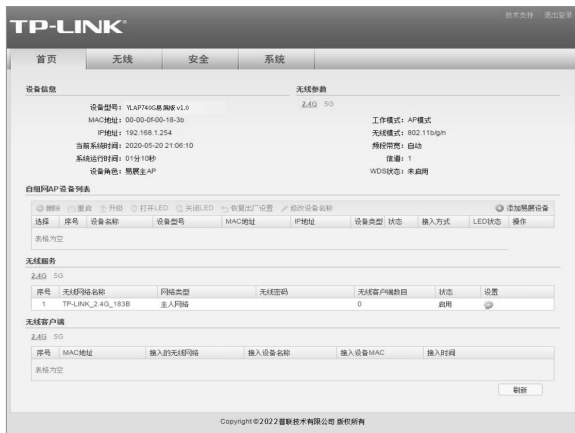 技术支持 退出登录
TP-LINK®
首页 无线 安全 系统
设备信息
设备型号: YLAP740G易展版 v1.0
MAC地址: 00-00-0f-00-18-3b
IP地址: 192.168.1.254
当前系统时间: 2020-05-20 21:06:10
系统运行时间: 01分10秒
设备角色: 易展主AP
无线参数
2.4G 5G
工作模式: AP模式
无线模式: 802.11b/g/n
频段带宽: 自动
信道: 1
WDS状态: 未启用
自组网AP设备列表
删除 重启 升级 打开LED 关闭LED 恢复出厂设置 修改设备名称 添加易展设备
选择 序号 设备名称 设备型号 MAC地址 IP地址 设备类型 状态 接入方式 LED状态 操作
表格为空
无线服务
2.4G 5G
序号 无线网络名称 网络类型 无线密码 无线客户端数目 状态 设置
1 TP-LINK_2.4G_183B 主人网络 0 启用
无线客户端
2.4G 5G
序号 MAC地址 接入的无线网络 接入设备名称 接入设备MAC 接入时间
表格为空
刷新
Copyright©2022普联技术有限公司 版权所有